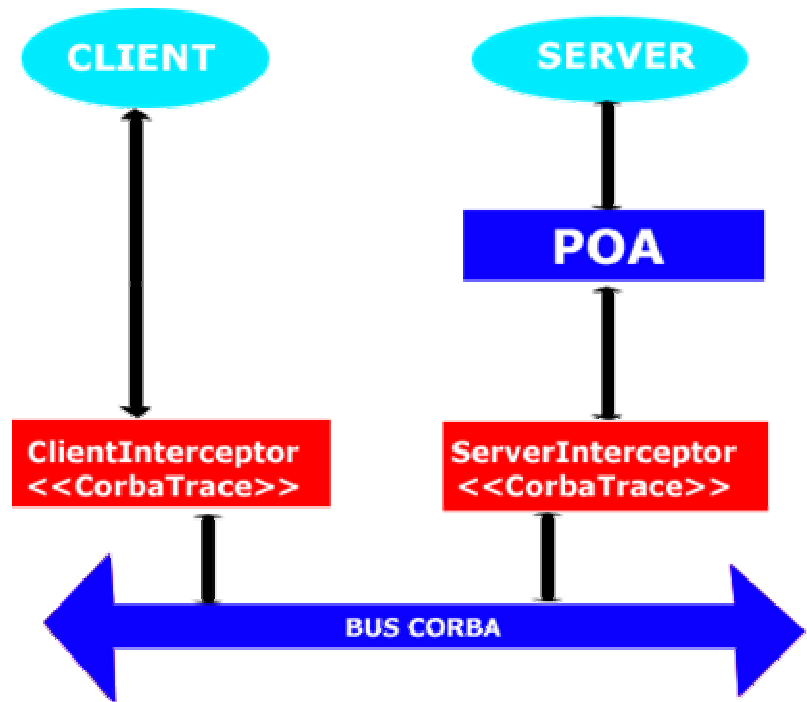 CLIENT
SERVER
POA
ClientInterceptor
<<CorbaTrace>>
ServerInterceptor
<<CorbaTrace>>
BUS CORBA